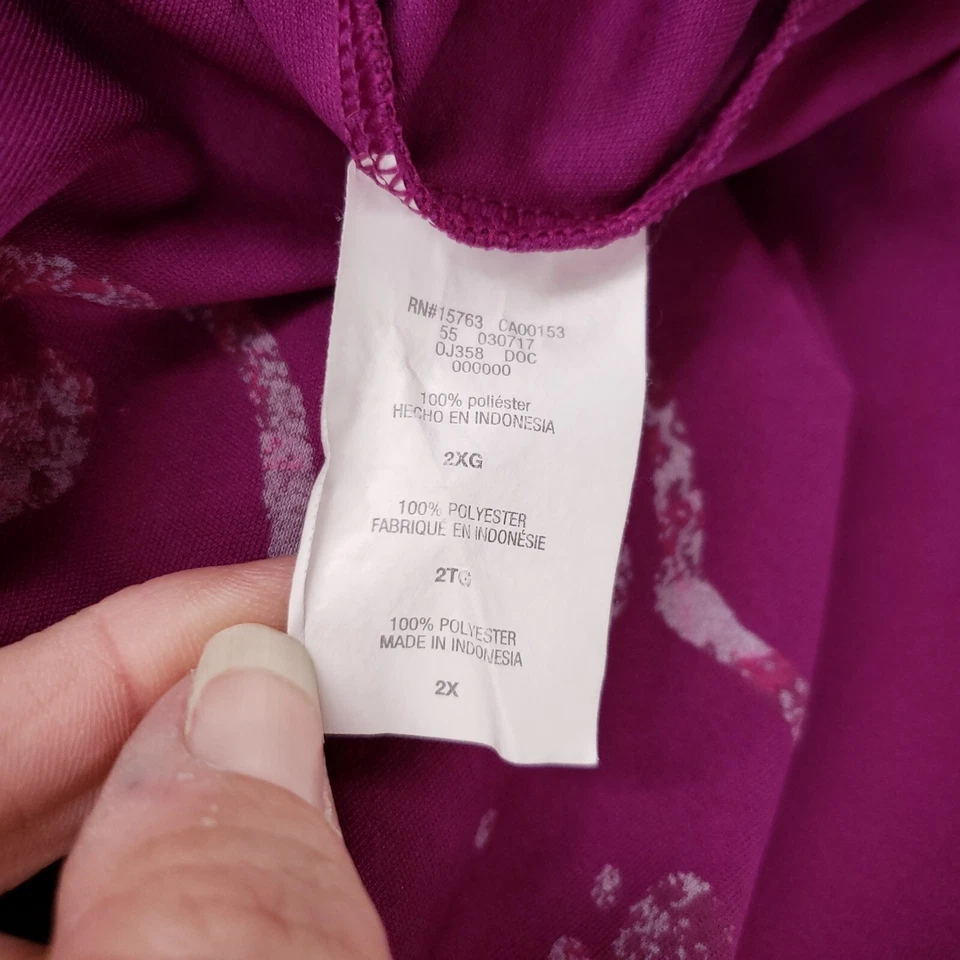 RN#15763 CA00153
55 030717
OJ358 DOC
000000
100% poliéster
HECHO EN INDONESIA
2XG
100% POLYESTER
FABRIQUÉ EN INDONÉSIE
2TG
100% POLYESTER
MADE IN INDONESIA
2X